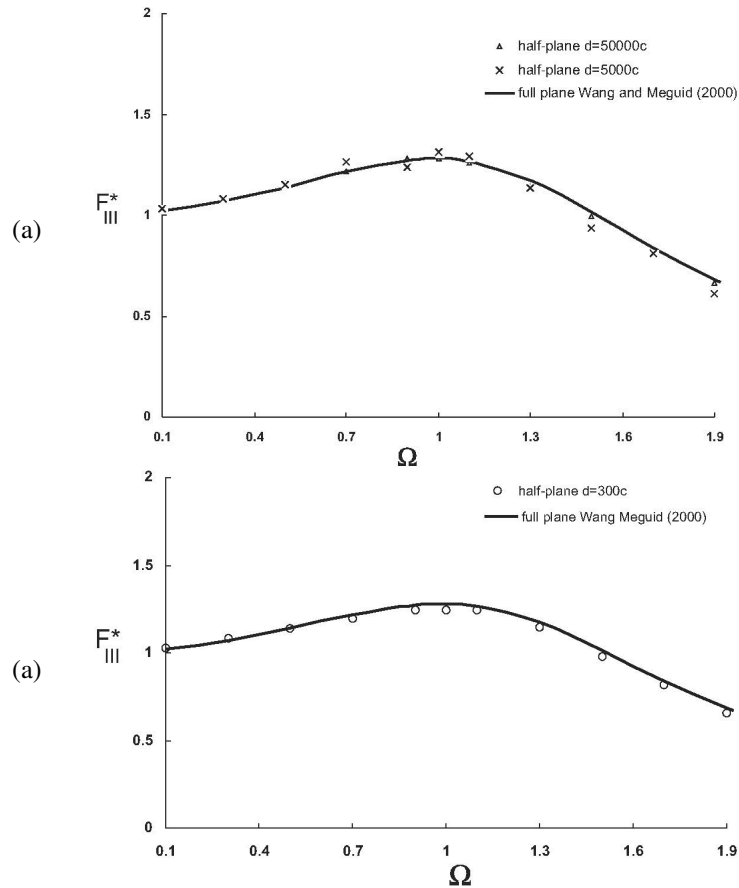 2
half-plane d=50000c
half-plane d=5000c
full plane Wang and Meguid (2000)
1.5
(a)
F*III
1
0.5
0
0.1 0.4 0.7 1 1.3 1.6 1.9
Ω
2
half-plane d=300c
full plane Wang Meguid (2000)
1.5
(a)
F*III
1
0.5
0
0.1 0.4 0.7 1 1.3 1.6 1.9
Ω